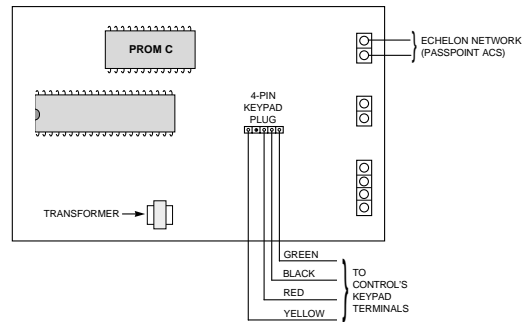 PROM C
ECHELON NETWORK
(PASSPOINT ACS)
4-PIN
KEYPAD
PLUG
TRANSFORMER
GREEN
BLACK
RED
YELLOW
TO
CONTROL'S
KEYPAD
TERMINALS